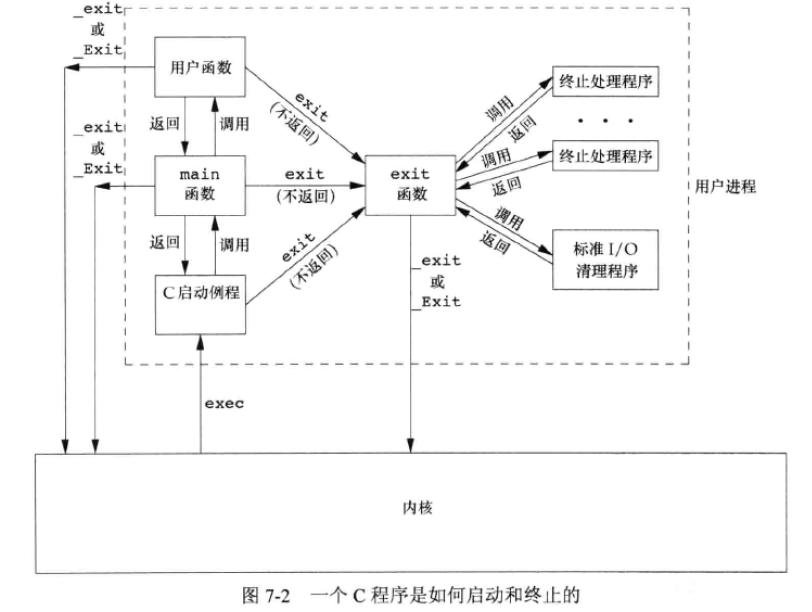 _exit
或
_Exit
用户函数
返回
调用
exit
(不返回)
_exit
或
_Exit
main
函数
exit
(不返回)
exit
函数
返回
调用
exit
(不返回)
C启动例程
exec
调用
返回
终止处理程序
· · ·
调用
返回
终止处理程序
调用
返回
标准 I/O
清理程序
用户进程
_exit
或
_Exit
内核
图 7-2 一个 C 程序是如何启动和终止的